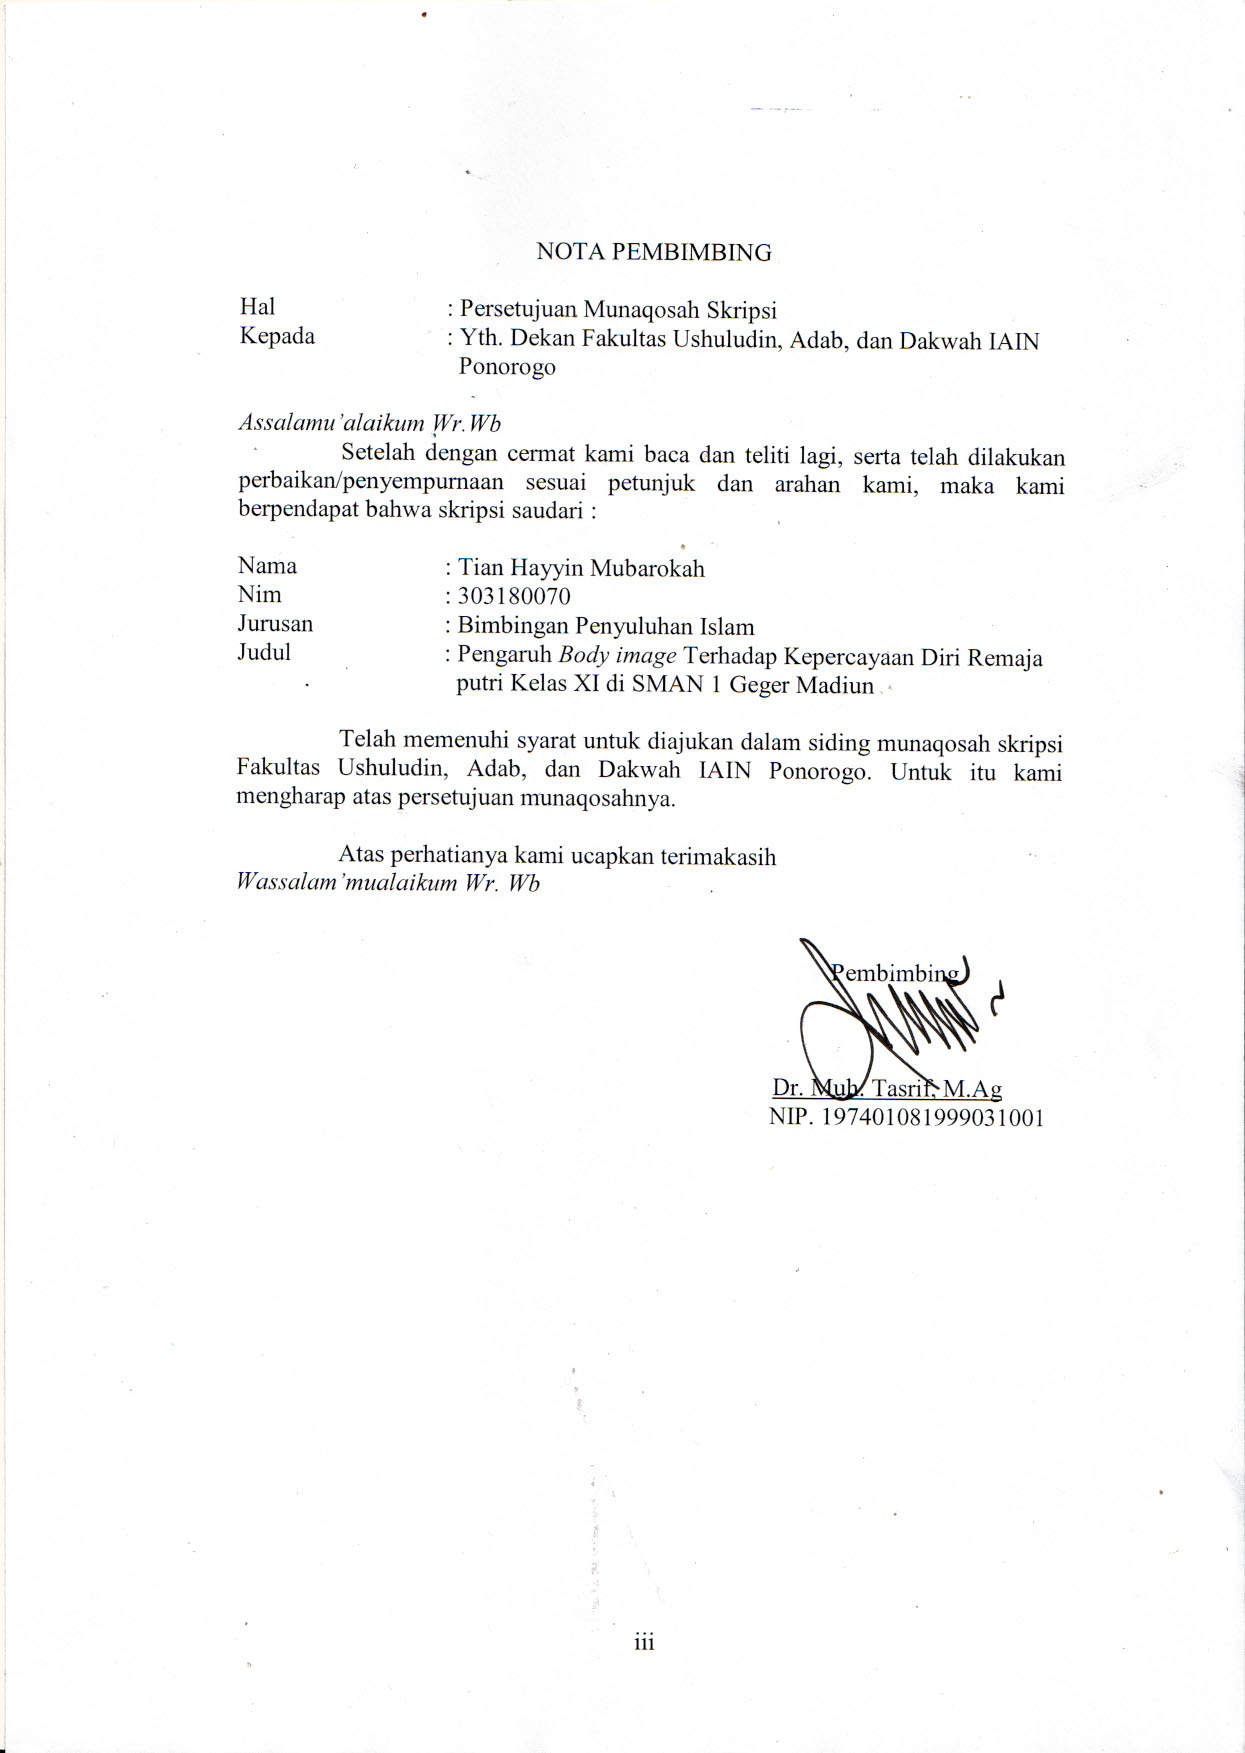 NOTA PEMBIMBING
Hal : Persetujuan Munaqosah Skripsi
Kepada : Yth. Dekan Fakultas Ushuludin, Adab, dan Dakwah IAIN
Ponorogo
Assalamu'alaikum Wr.Wb
Setelah dengan cermat kami baca dan teliti lagi, serta telah dilakukan
perbaikan/penyempurnaan sesuai petunjuk dan arahan kami, maka kami
berpendapat bahwa skripsi saudari :
Nama : Tian Hayyin Mubarokah
Nim : 303180070
Jurusan : Bimbingan Penyuluhan Islam
Judul : Pengaruh Body image Terhadap Kepercayaan Diri Remaja
putri Kelas XI di SMAN 1 Geger Madiun
Telah memenuhi syarat untuk diajukan dalam siding munaqosah skripsi
Fakultas Ushuludin, Adab, dan Dakwah IAIN Ponorogo. Untuk itu kami
mengharap atas persetujuan munaqosahnya.
Atas perhatianya kami ucapkan terimakasih
Wassalam'mualaikum Wr. Wb
Pembimbing
Dr. Muh. Tasrif, M.Ag
NIP. 197401081999031001
iii